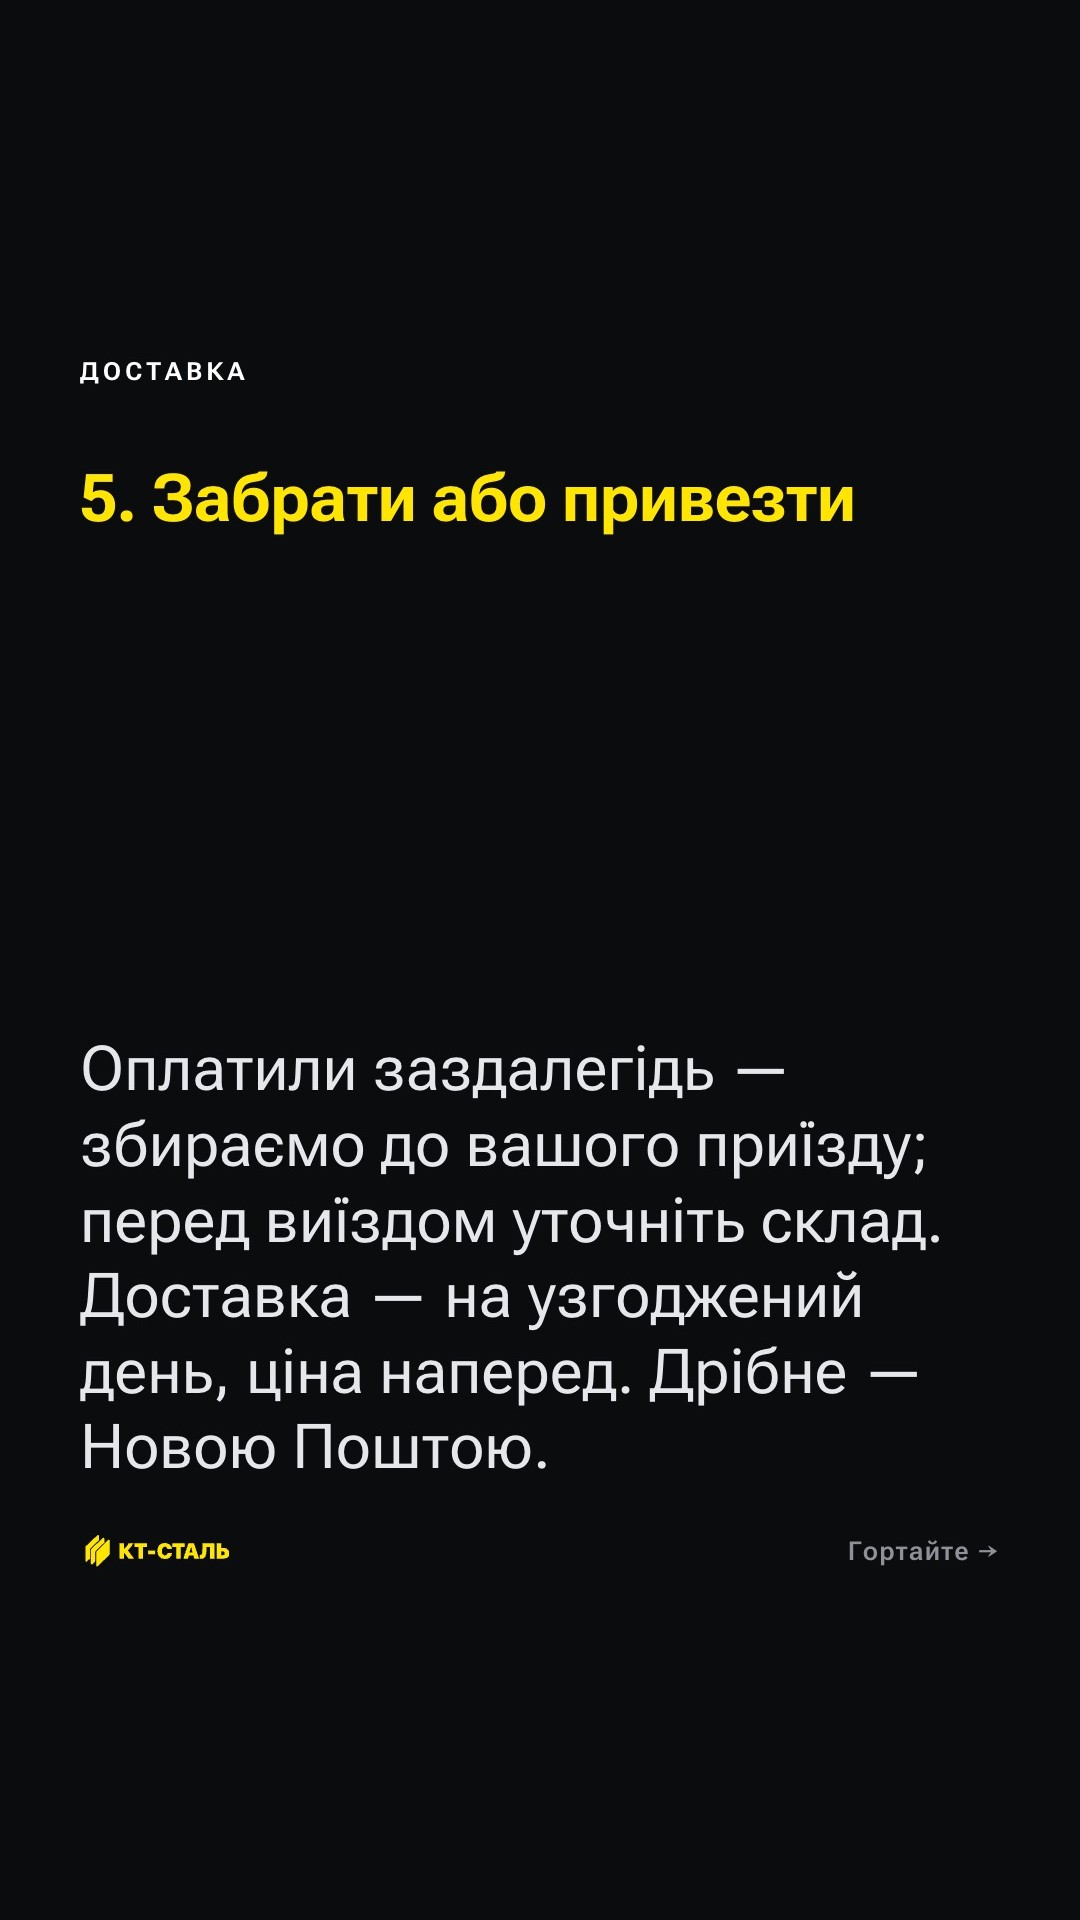 ДОСТАВКА
5. Забрати або привезти
Оплатили заздалегідь —
збираємо до вашого приїзду;
перед виїздом уточніть склад.
Доставка — на узгоджений
день, ціна наперед. Дрібне —
Новою Поштою.
КТ-СТАЛЬ
Гортайте →